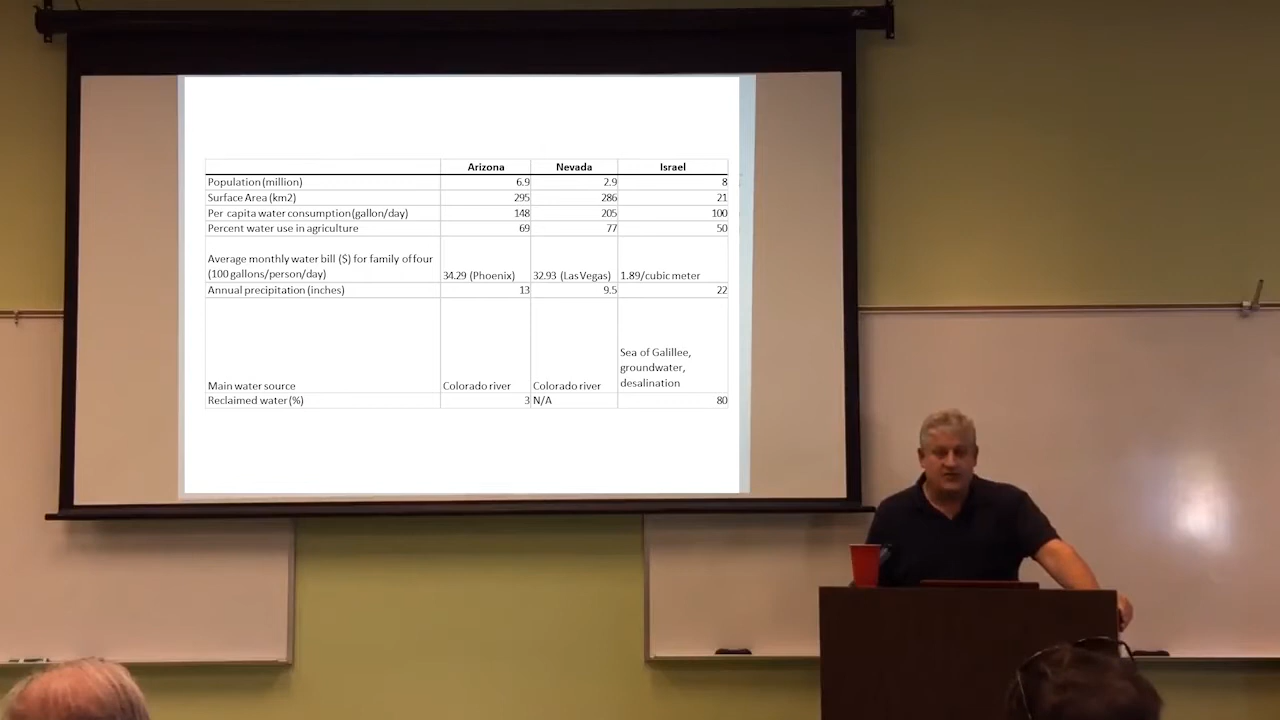 Arizona Nevada Israel
Population (million) 6.9 2.9 8
Surface Area (km2) 295 286 21
Per capita water consumption (gallon/day) 148 205 100
Percent water use in agriculture 69 77 50
Average monthly water bill ($) for family of four
(100 gallons/person/day) 34.29 (Phoenix) 32.93 (Las Vegas) 1.89/cubic meter
Annual precipitation (inches) 13 9.5 22
Sea of Galillee,
groundwater,
desalination
Main water source Colorado river Colorado river
Reclaimed water (%) 3 N/A 80